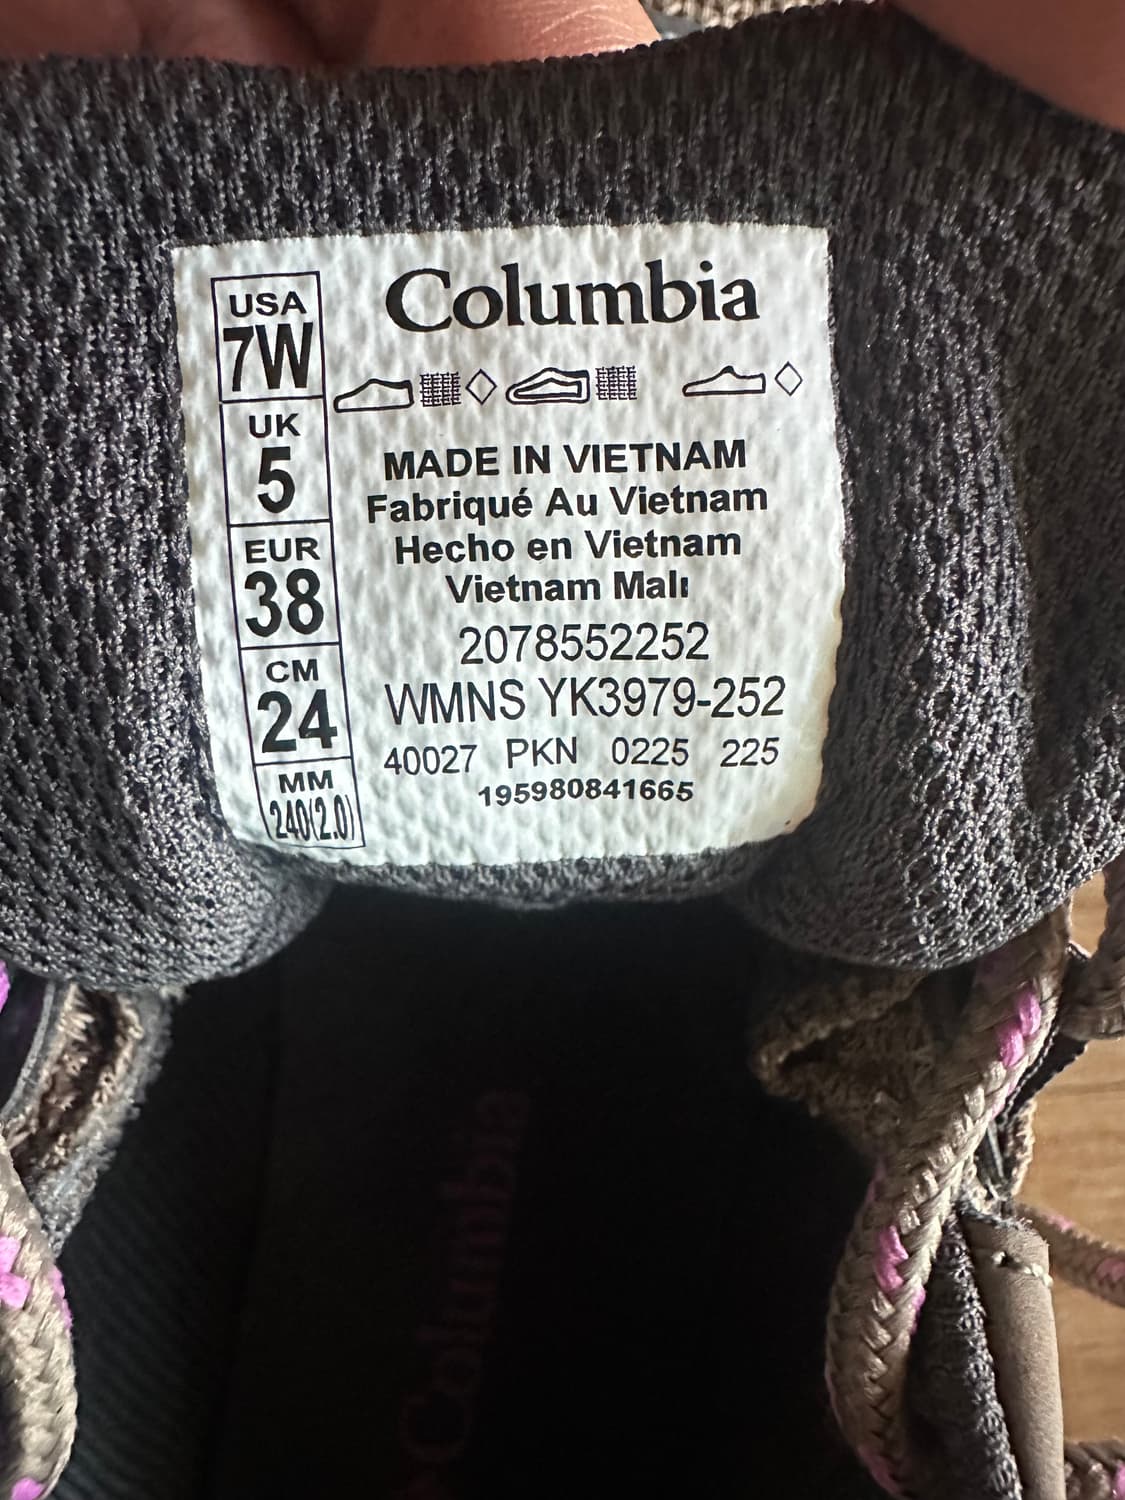 USA
7W
UK
5
EUR
38
CM
24
MM
240(2.0)
Columbia
MADE IN VIETNAM
Fabriqué Au Vietnam
Hecho en Vietnam
Vietnam Malı
2078552252
WMNS YK3979-252
40027 PKN 0225 225
195980841665
Columbia